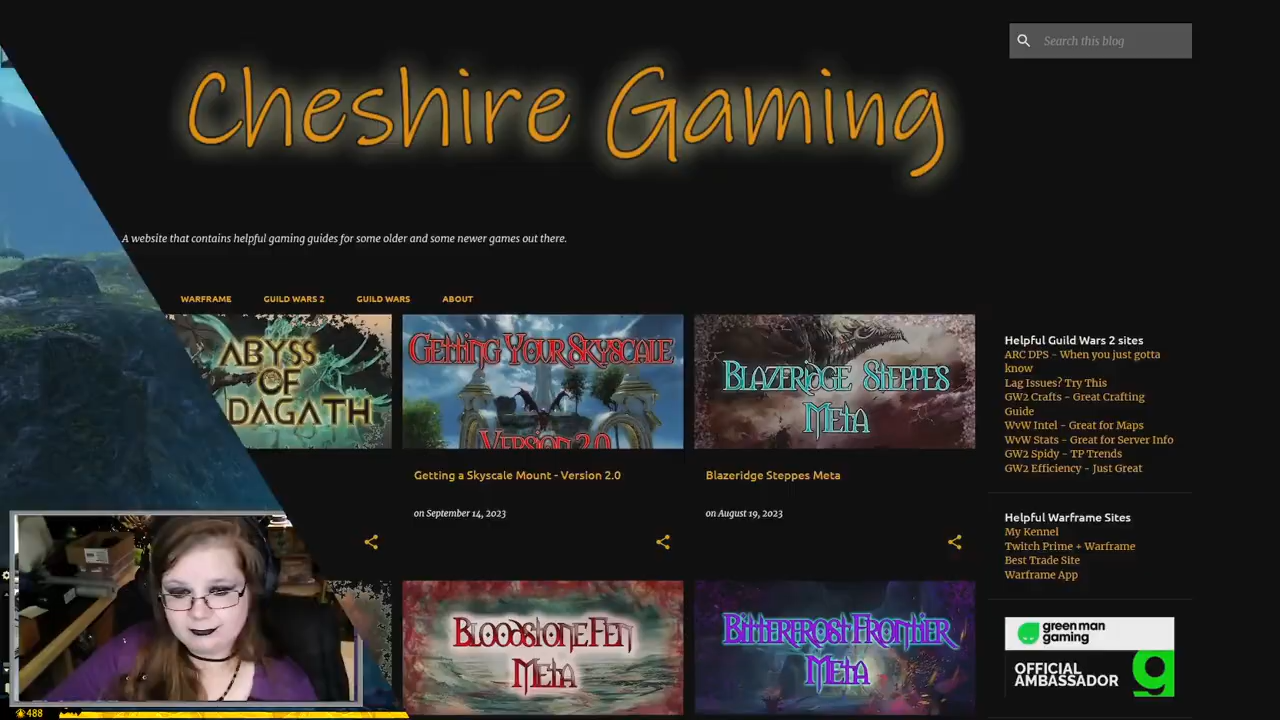 Search this blog
Cheshire Gaming
A website that contains helpful gaming guides for some older and some newer games out there.
WARFRAME
GUILD WARS 2
GUILD WARS
ABOUT
ABYSS
OF
DAGATH
GETTING YOUR SKYSCALE
VERSION 2.0
BLAZERIDGE STEPPES
META
Getting a Skyscale Mount - Version 2.0
on September 14, 2023
Blazeridge Steppes Meta
on August 19, 2023
BLOODSTONE FEN
META
BITTERFROST FRONTIER
META
Helpful Guild Wars 2 sites
ARC DPS - When you just gotta
know
Lag Issues? Try This
GW2 Crafts - Great Crafting
Guide
WvW Intel - Great for Maps
WvW Stats - Great for Server Info
GW2 Spidy - TP Trends
GW2 Efficiency - Just Great
Helpful Warframe Sites
My Kennel
Twitch Prime + Warframe
Best Trade Site
Warframe App
green man
gaming
OFFICIAL
AMBASSADOR
488